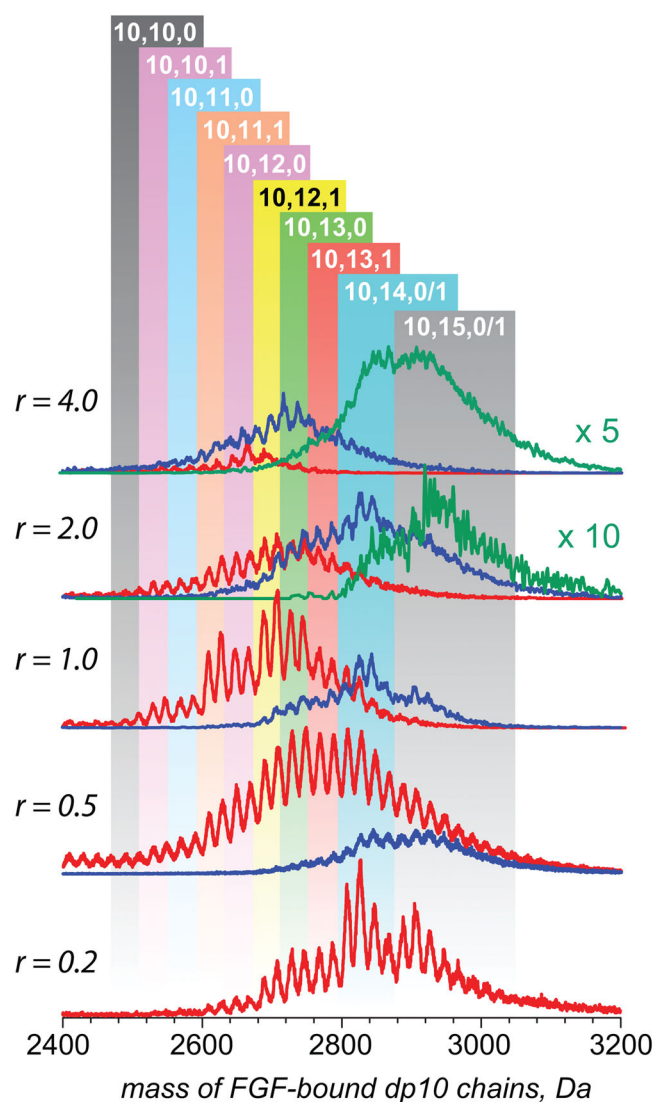 10,10,0
10,10,1
10,11,0
10,11,1
10,12,0
10,12,1
10,13,0
10,13,1
10,14,0/1
10,15,0/1
r = 4.0
x 5
r = 2.0
x 10
r = 1.0
r = 0.5
r = 0.2
2400 2600 2800 3000 3200
mass of FGF-bound dp10 chains, Da